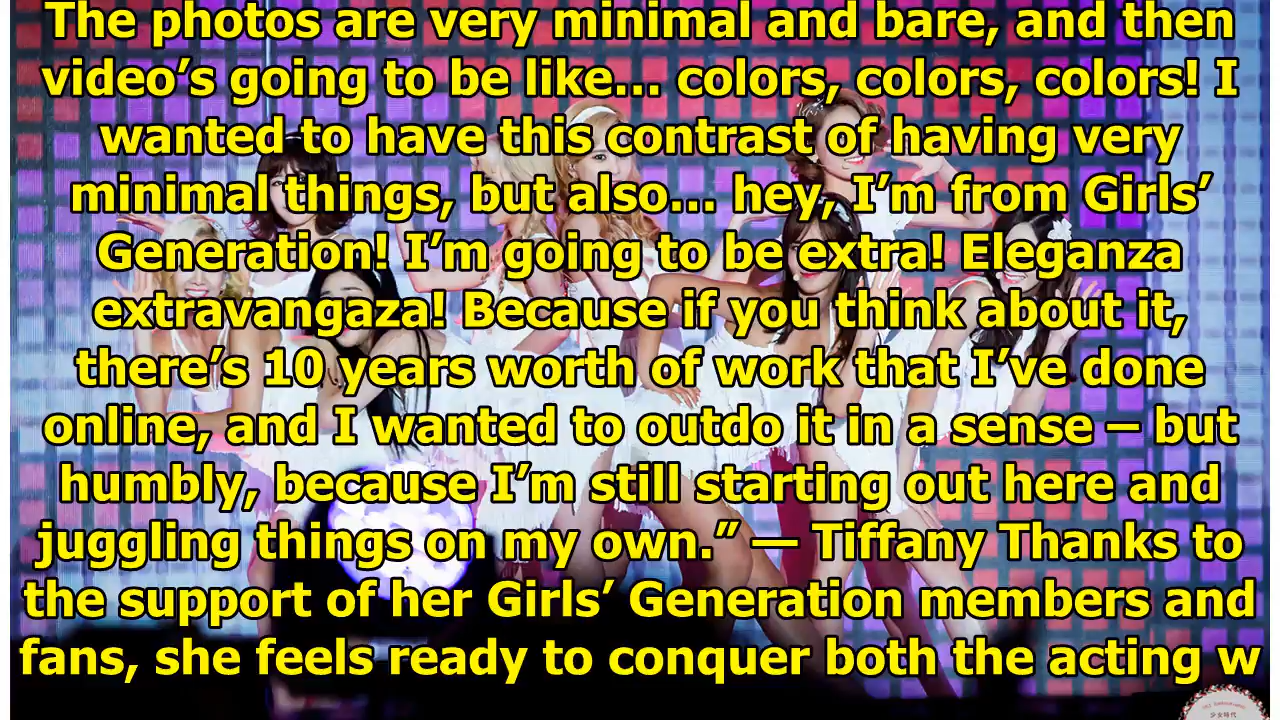 The photos are very minimal and bare, and then
video’s going to be like... colors, colors, colors! I
wanted to have this contrast of having very
minimal things, but also... hey, I’m from Girls’
Generation! I’m going to be extra! Eleganza
extravangaza! Because if you think about it,
there’s 10 years worth of work that I’ve done
online, and I wanted to outdo it in a sense – but
humbly, because I’m still starting out here and
juggling things on my own.” — Tiffany Thanks to
the support of her Girls’ Generation members and
fans, she feels ready to conquer both the acting w
少女時代